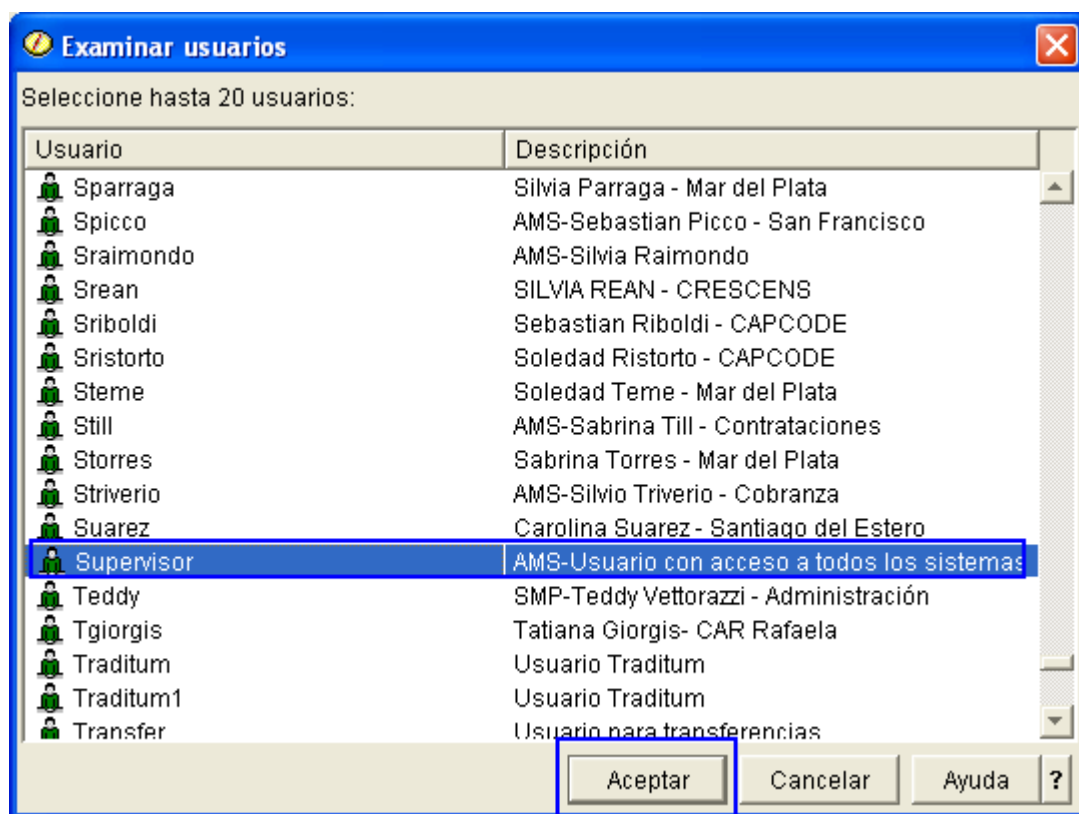 Examinar usuarios
Seleccione hasta 20 usuarios:
Usuario Descripción
Sparraga Silvia Parraga - Mar del Plata
Spicco AMS-Sebastian Picco - San Francisco
Sraimondo AMS-Silvia Raimondo
Srean SILVIA REAN - CRESCENS
Sriboldi Sebastian Riboldi - CAPCODE
Sristorto Soledad Ristorto - CAPCODE
Steme Soledad Teme - Mar del Plata
Still AMS-Sabrina Till - Contrataciones
Storres Sabrina Torres - Mar del Plata
Striverio AMS-Silvio Triverio - Cobranza
Suarez Carolina Suarez - Santiago del Estero
Supervisor AMS-Usuario con acceso a todos los sistemas
Teddy SMP-Teddy Vettorazzi - Administración
Tgiorgis Tatiana Giorgis- CAR Rafaela
Traditum Usuario Traditum
Traditum1 Usuario Traditum
Transfer Usuario para transferencias
Aceptar Cancelar Ayuda ?